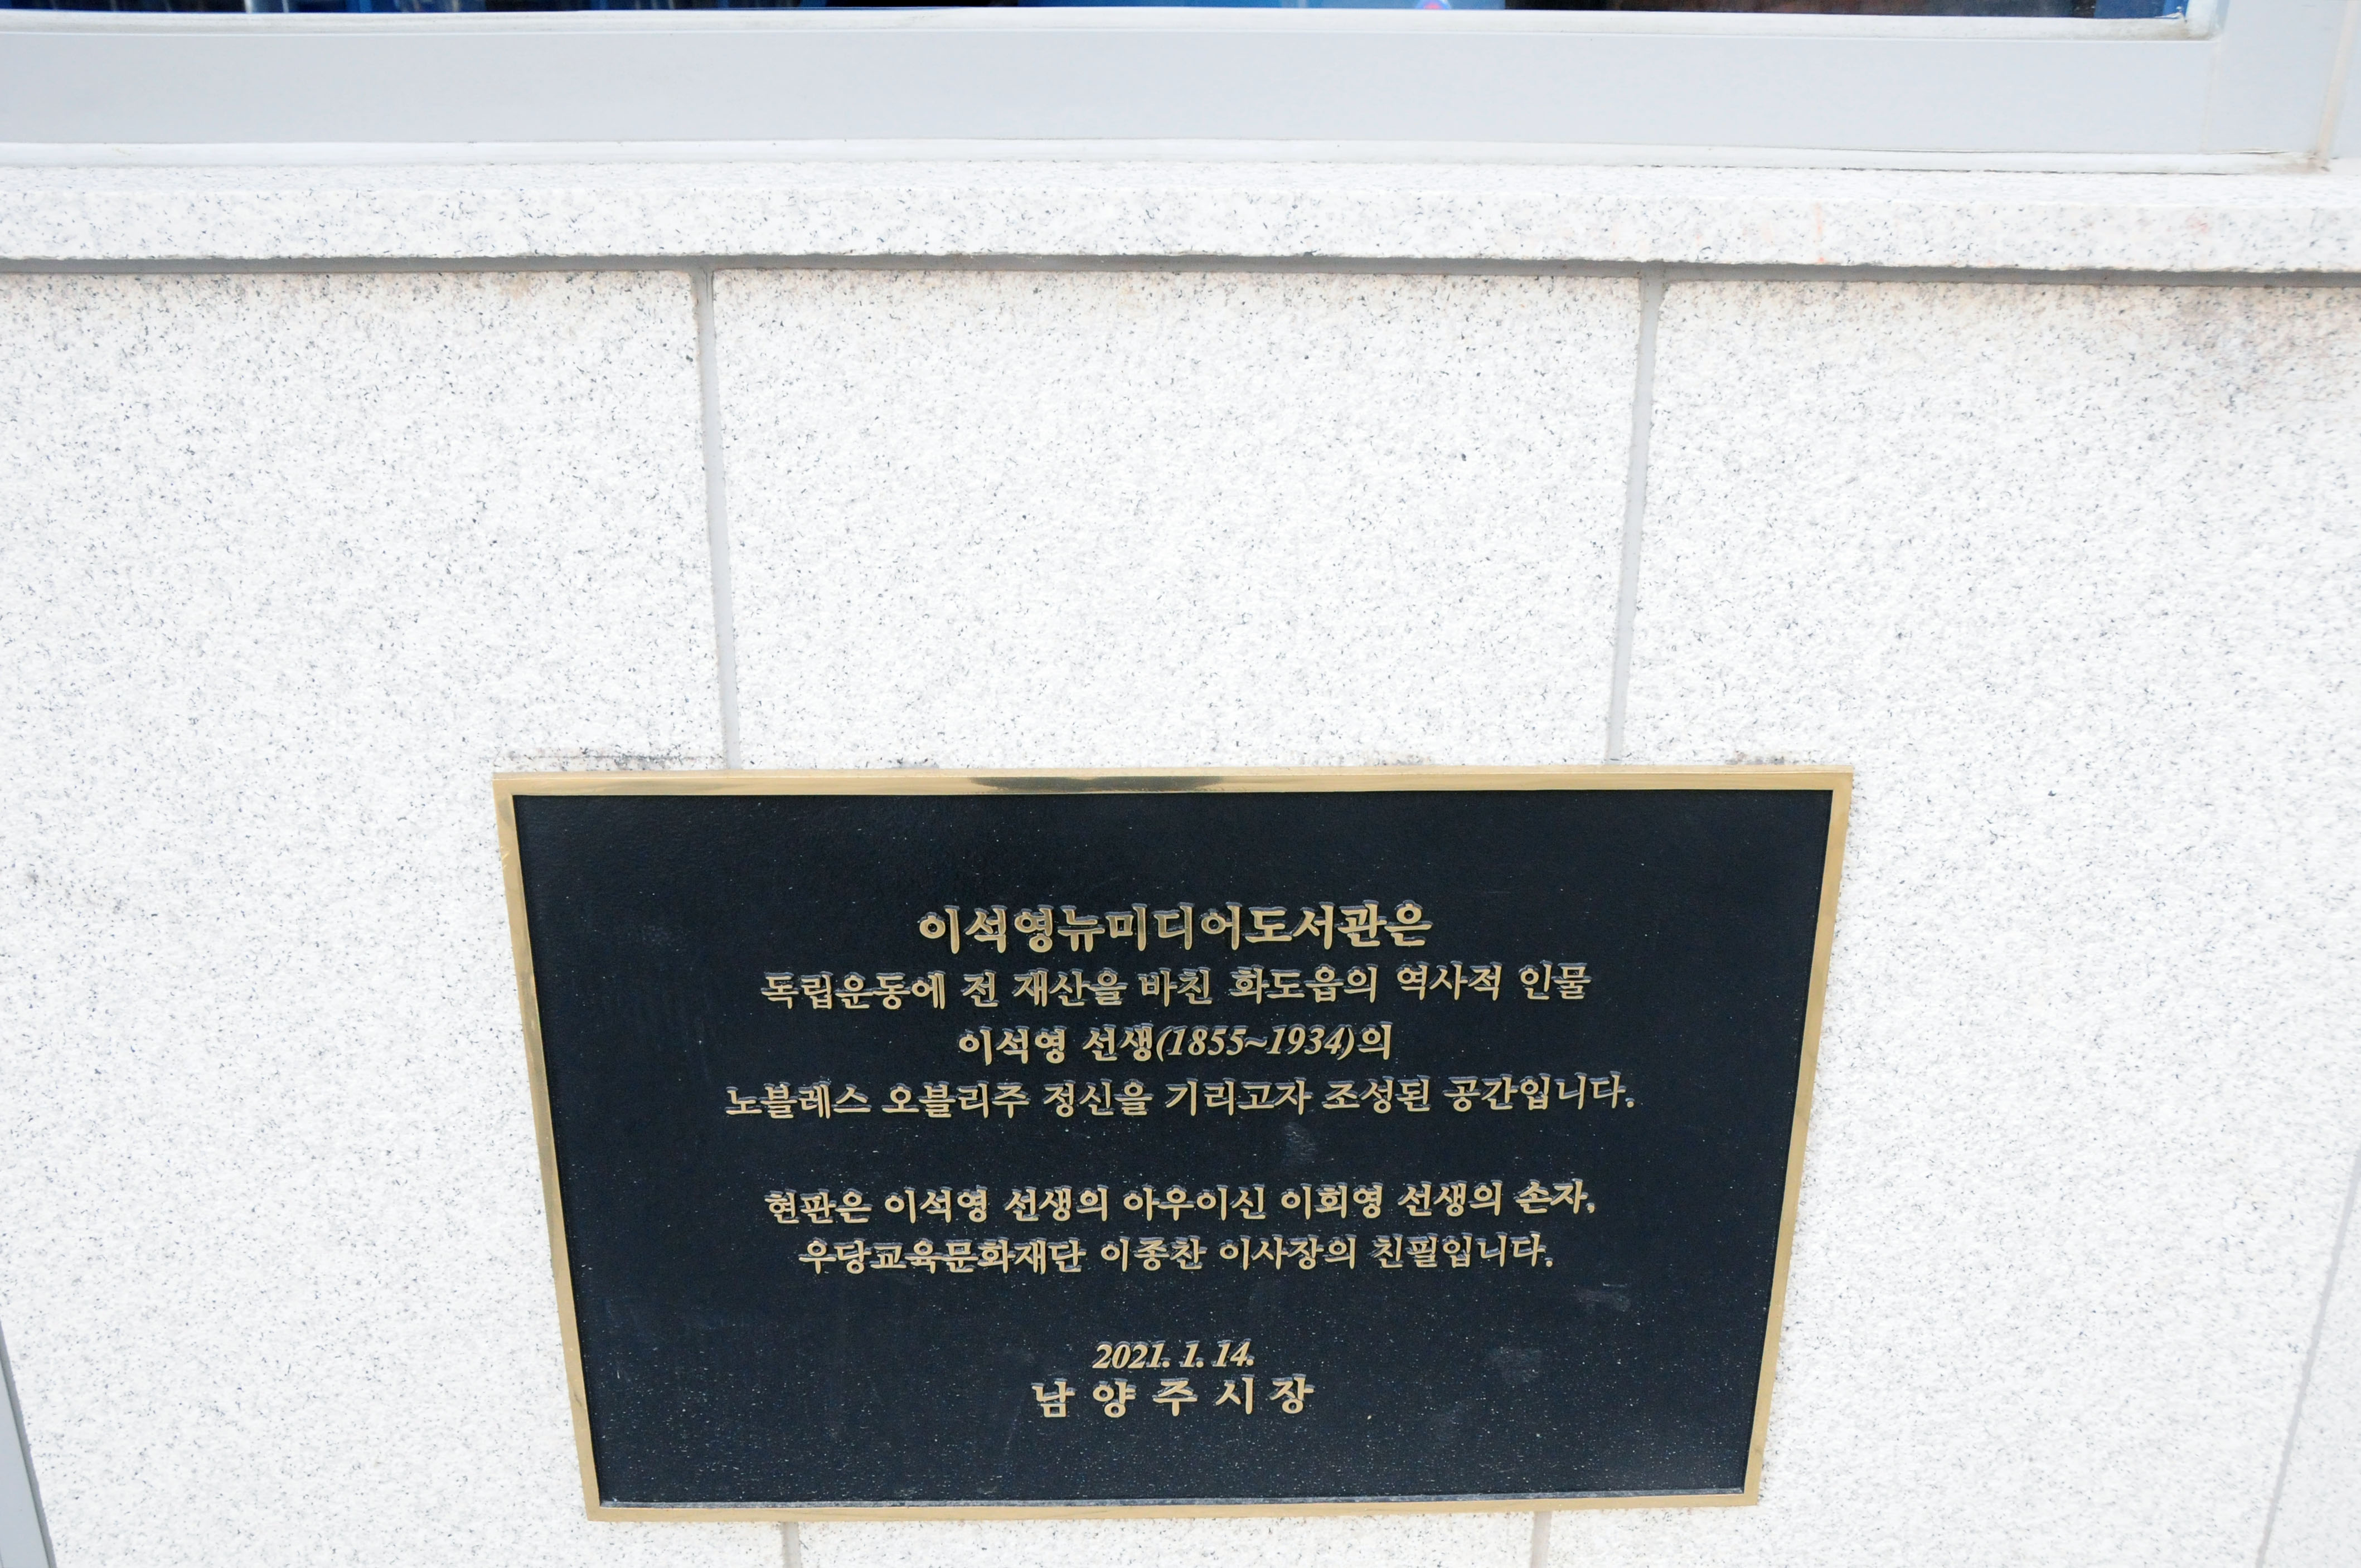 이석영뉴미디어도서관은
독립운동에 전 재산을 바친 화도읍의 역사적 인물
이석영 선생(1855~1934)의
노블레스 오블리주 정신을 기리고자 조성된 공간입니다.
현판은 이석영 선생의 아우이신 이회영 선생의 손자,
우당교육문화재단 이종찬 이사장의 친필입니다.
2021. 1. 14.
남 양 주 시 장